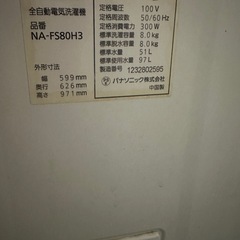 全自動電気洗濯機
品番
NA-FS80H3
外形寸法
幅 599mm
奥行 626mm
高さ 971mm
定格電圧 100V
定格周波数 50/60Hz
定格消費電力 300W
標準洗濯容量 8.0kg
標準脱水容量 8.0kg
標準水量 51L
標準使用水量 97L
製造番号 1232602595
パナソニック株式会社
中国製